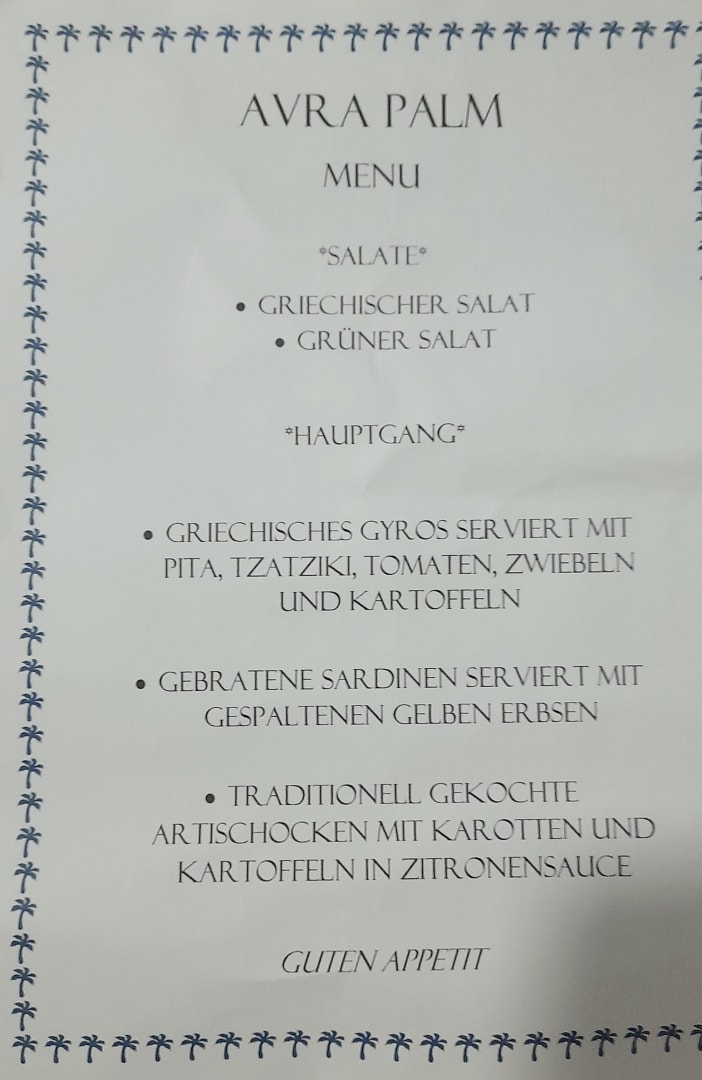 AVRA PALM
MENU
*SALATE*
• GRIECHISCHER SALAT
• GRÜNER SALAT
*HAUPTGANG*
• GRIECHISCHES GYROS SERVIERT MIT
PITA, TZATZIKI, TOMATEN, ZWIEBELN
UND KARTOFFELN
• GEBRATENE SARDINEN SERVIERT MIT
GESPALTENEN GELBEN ERBSEN
• TRADITIONELL GEKOCHTE
ARTISCHOCKEN MIT KAROTTEN UND
KARTOFFELN IN ZITRONENSAUCE
GUTEN APPETIT